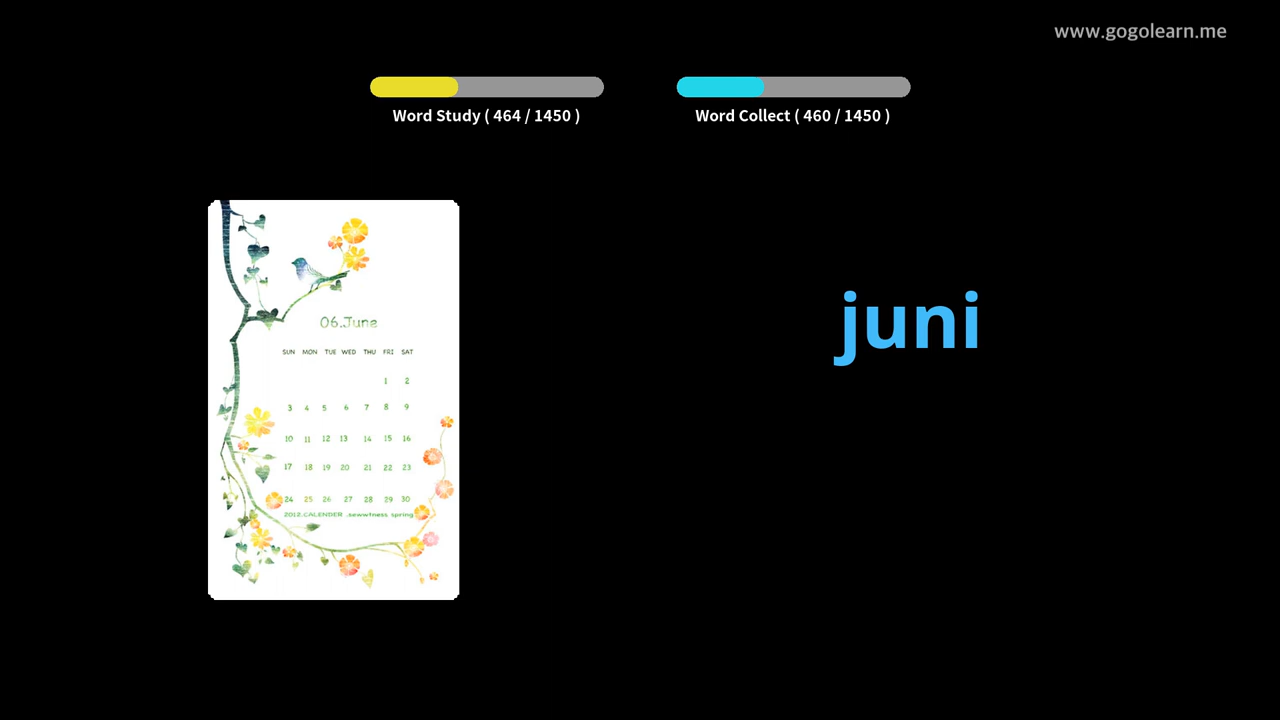 www.gogolearn.me
Word Study ( 464 / 1450 )
Word Collect ( 460 / 1450 )
06.June
SUN MON TUE WED THU FRI SAT
1 2
3 4 5 6 7 8 9
10 11 12 13 14 15 16
17 18 19 20 21 22 23
24 25 26 27 28 29 30
2012.CALENDER .sewwtness spring
juni